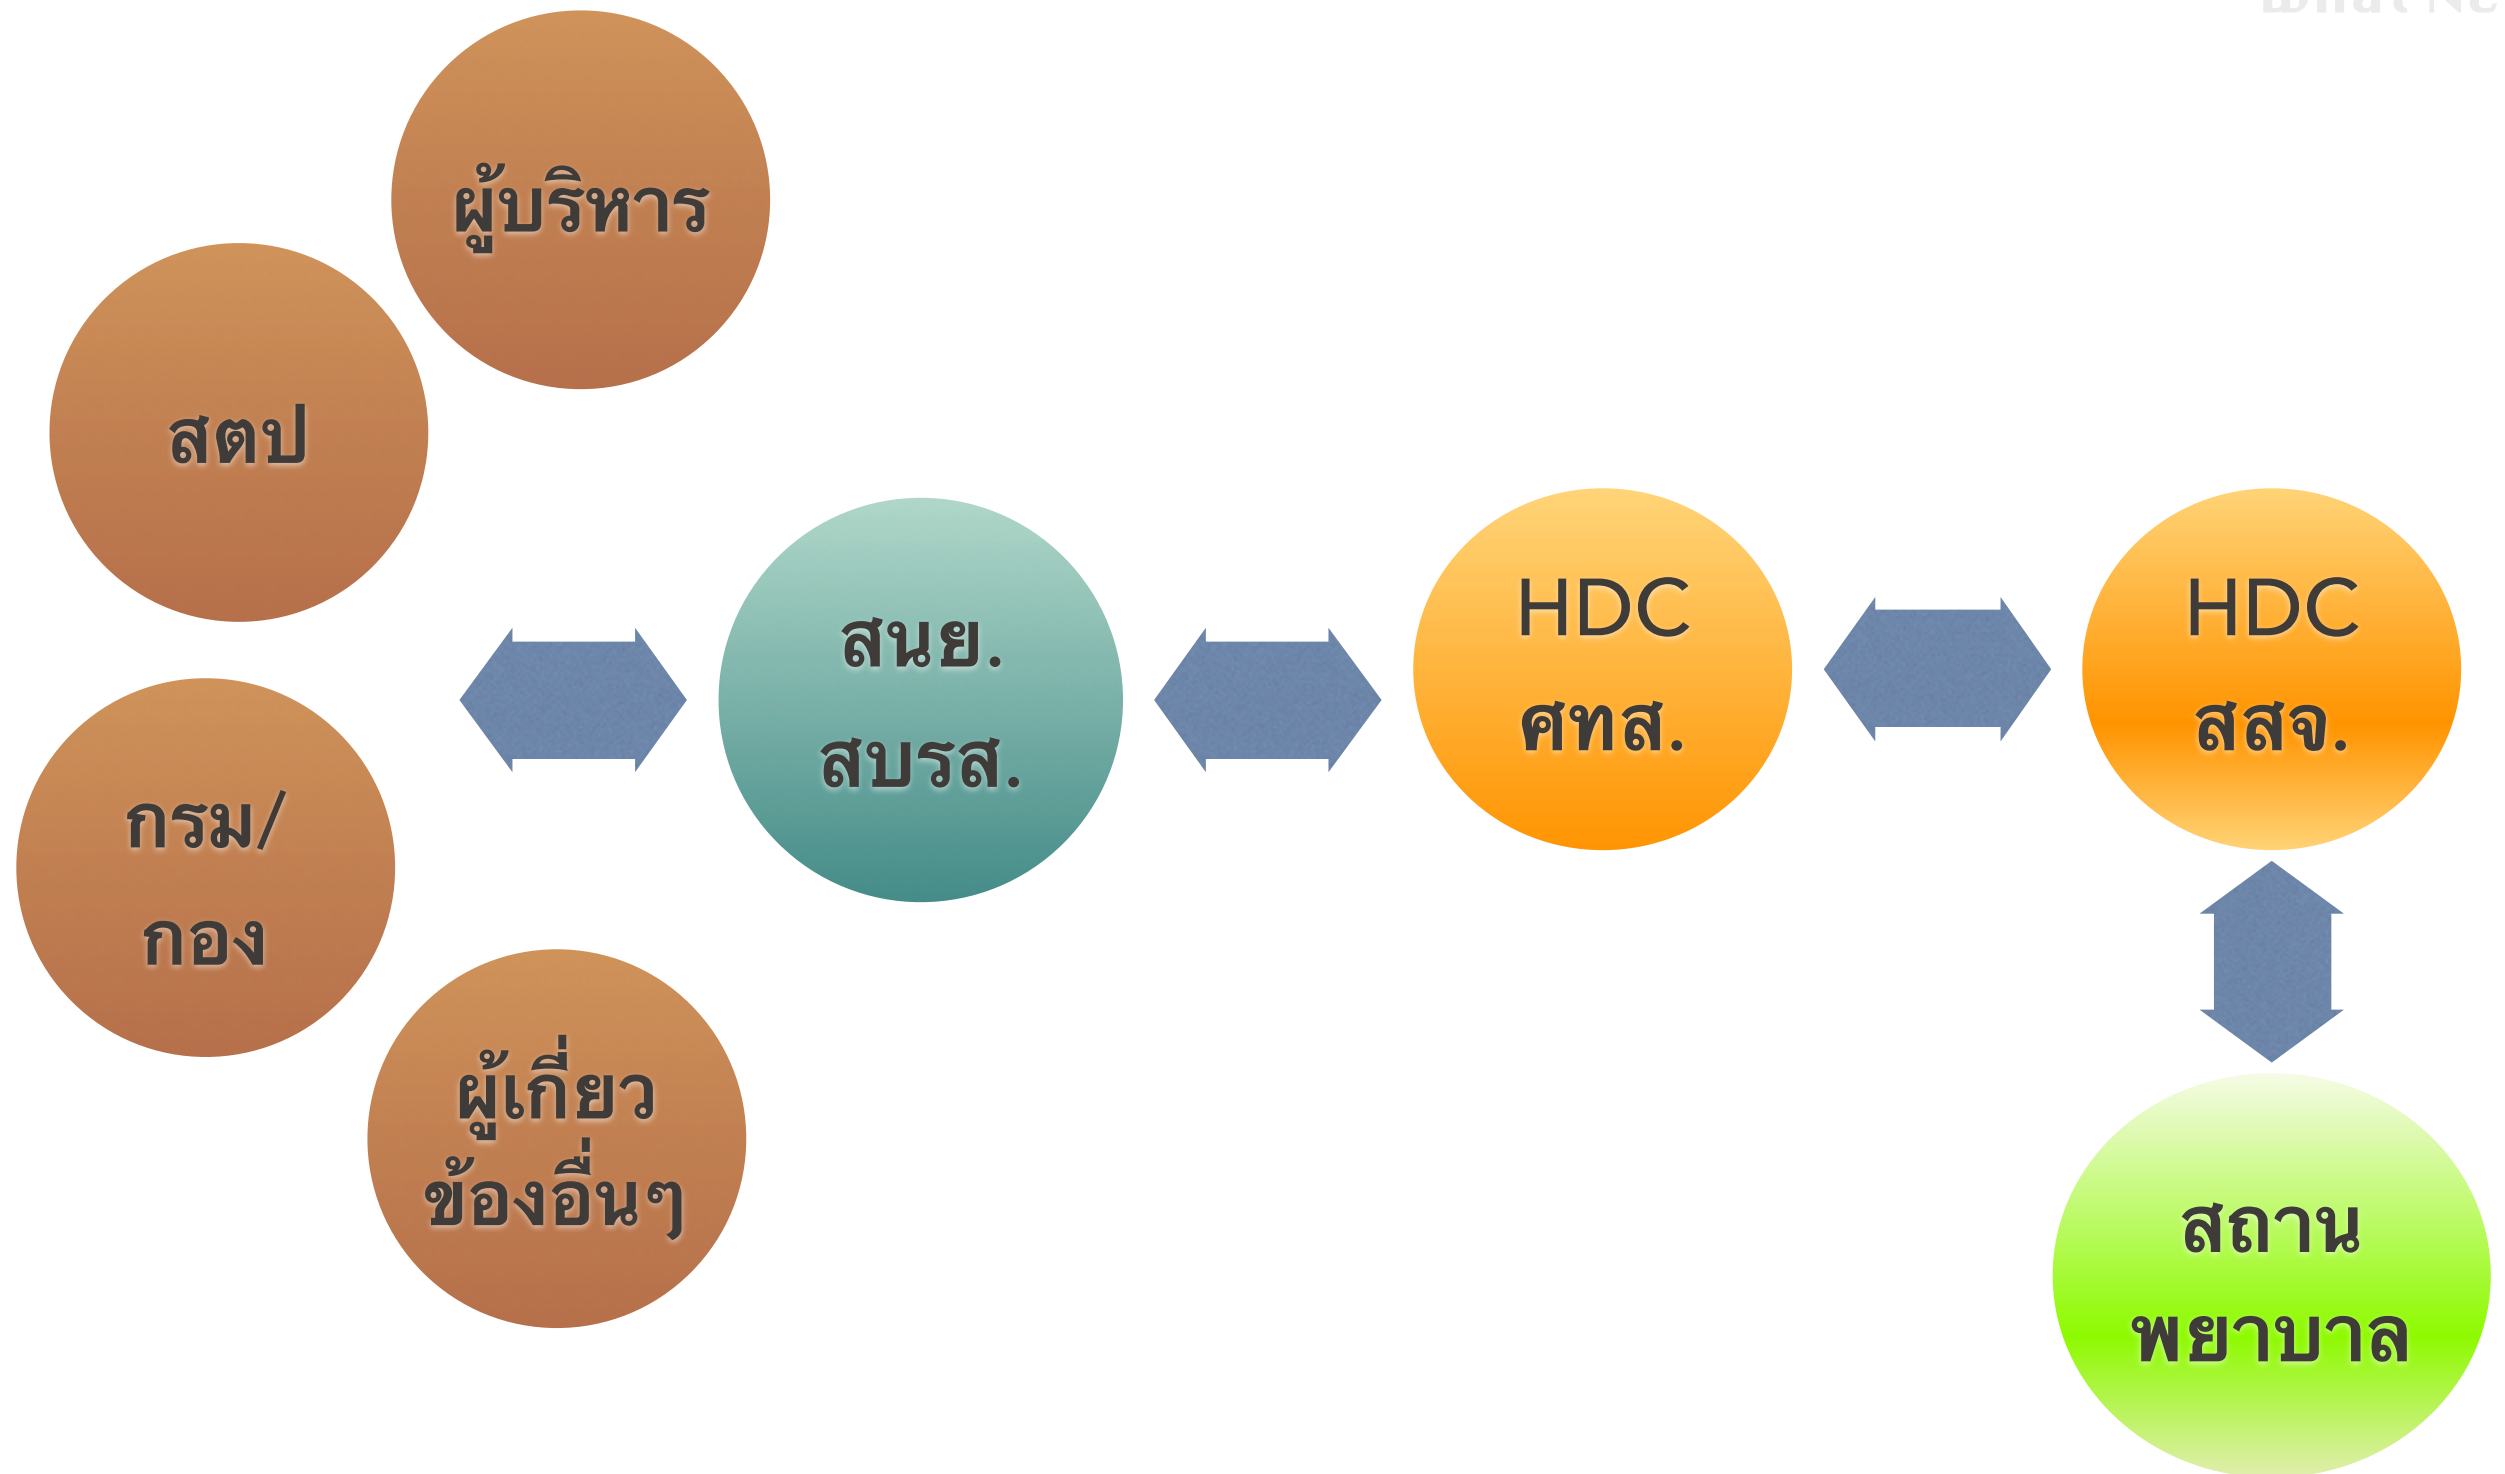 ผู้บริหาร
สตป
กรม/
กอง
ผู้เกี่ยว
ข้องอื่นๆ
สนย.
สบรส.
HDC
ศทส.
HDC
สสจ.
สถาน
พยาบาล